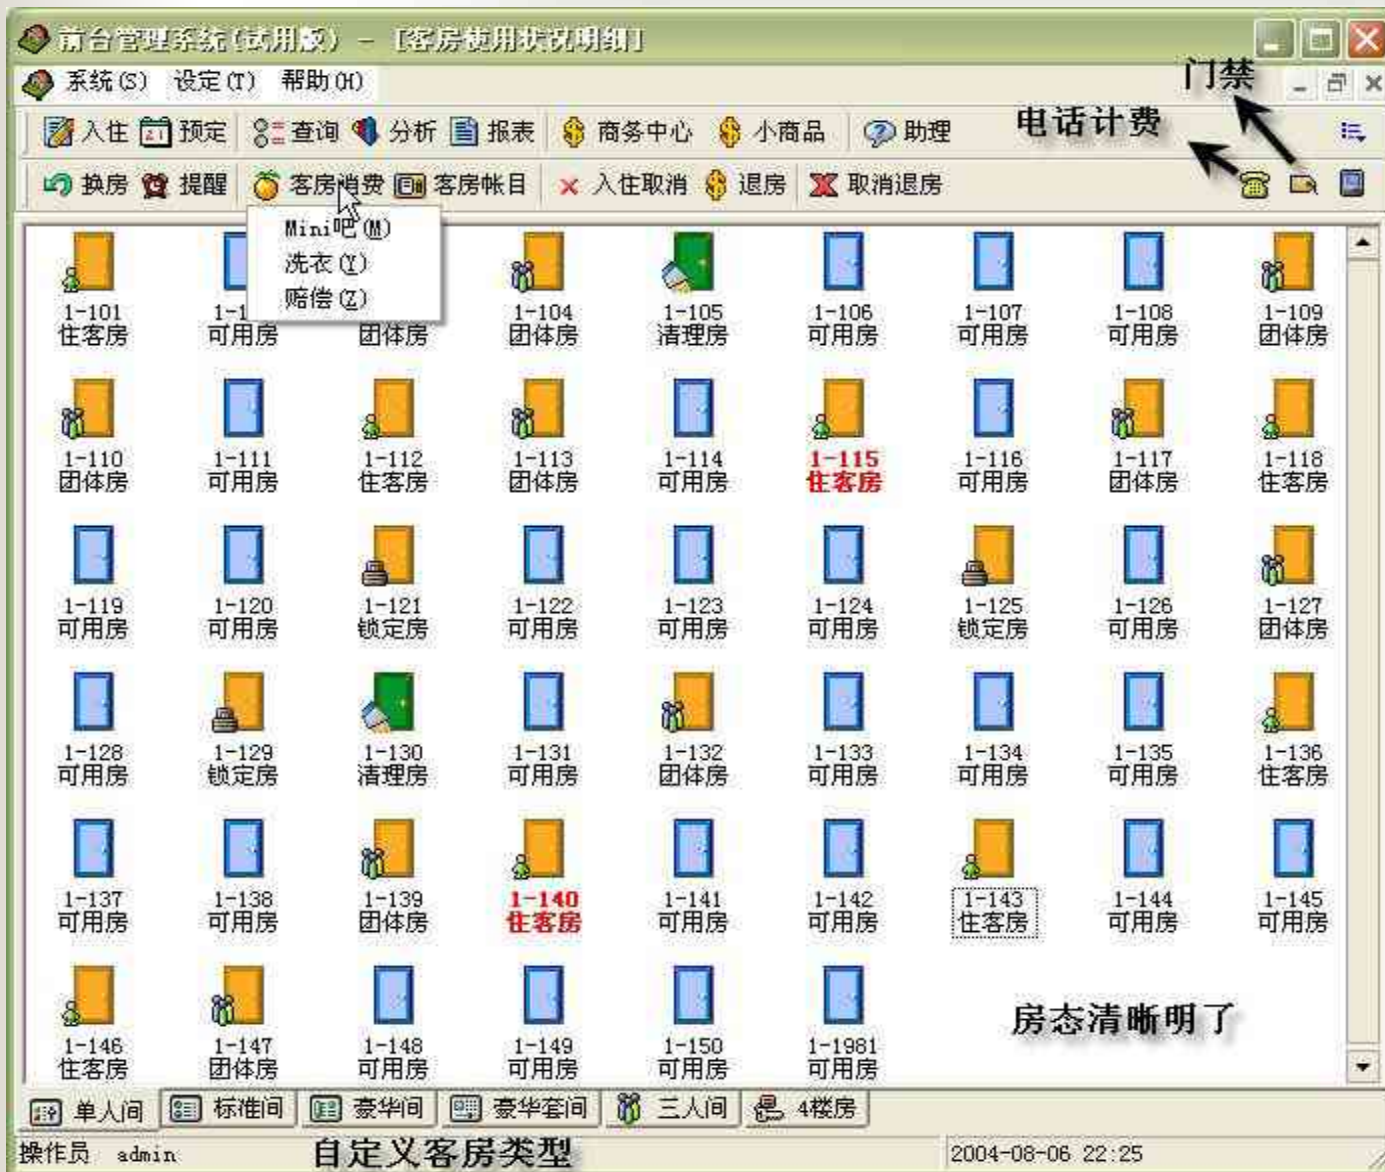 前台管理系统(试用版) - [客房使用状况明细]
系统(S) 设定(T) 帮助(H)
门禁
电话计费
入住 预定 查询 分析 报表 商务中心 小商品 助理
换房 提醒 客房消费 客房帐目 入住取消 退房 取消退房
Mini吧(M)
洗衣(Y)
赔偿(Z)
1-101 1-1 1-104 1-105 1-106 1-107 1-108 1-109
住客房 可用房 团体房 团体房 清理房 可用房 可用房 可用房 团体房
1-110 1-111 1-112 1-113 1-114 1-115 1-116 1-117 1-118
团体房 可用房 住客房 团体房 可用房 住客房 可用房 团体房 住客房
1-119 1-120 1-121 1-122 1-123 1-124 1-125 1-126 1-127
可用房 可用房 锁定房 可用房 可用房 可用房 锁定房 可用房 团体房
1-128 1-129 1-130 1-131 1-132 1-133 1-134 1-135 1-136
可用房 锁定房 清理房 可用房 团体房 可用房 可用房 可用房 住客房
1-137 1-138 1-139 1-140 1-141 1-142 1-143 1-144 1-145
可用房 可用房 团体房 住客房 可用房 可用房 住客房 可用房 可用房
1-146 1-147 1-148 1-149 1-150 1-1981
住客房 团体房 可用房 可用房 可用房 可用房
房态清晰明了
单人间 标准间 豪华间 豪华套间 三人间 4楼房
操作员 admin 自定义客房类型 2004-08-06 22:25